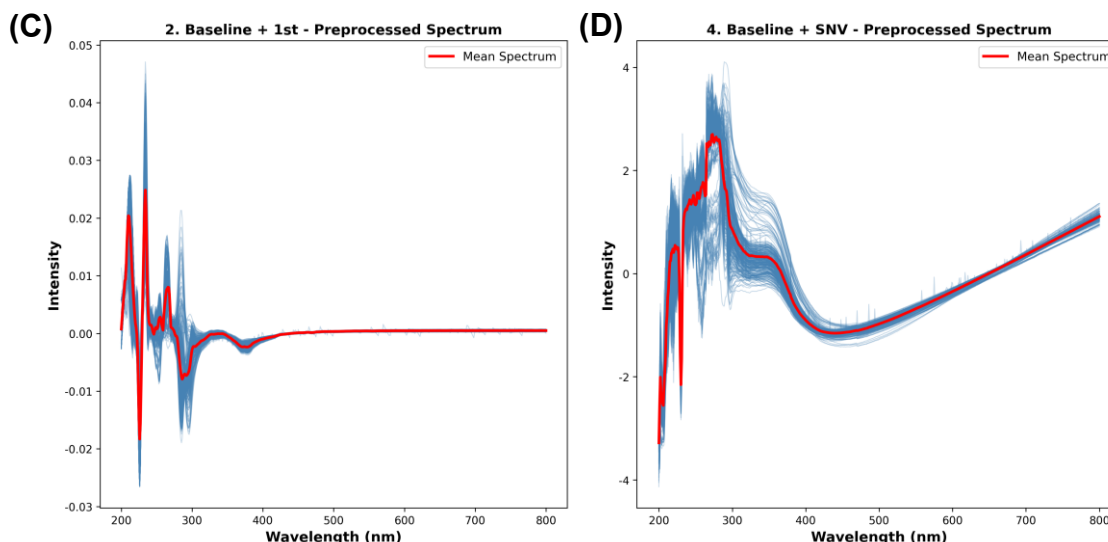 (C)
2. Baseline + 1st - Preprocessed Spectrum
Mean Spectrum
Intensity
0.05
0.04
0.03
0.02
0.01
0.00
-0.01
-0.02
-0.03
200 300 400 500 600 700 800
Wavelength (nm)
(D)
4. Baseline + SNV - Preprocessed Spectrum
Mean Spectrum
Intensity
4
2
0
-2
-4
200 300 400 500 600 700 800
Wavelength (nm)